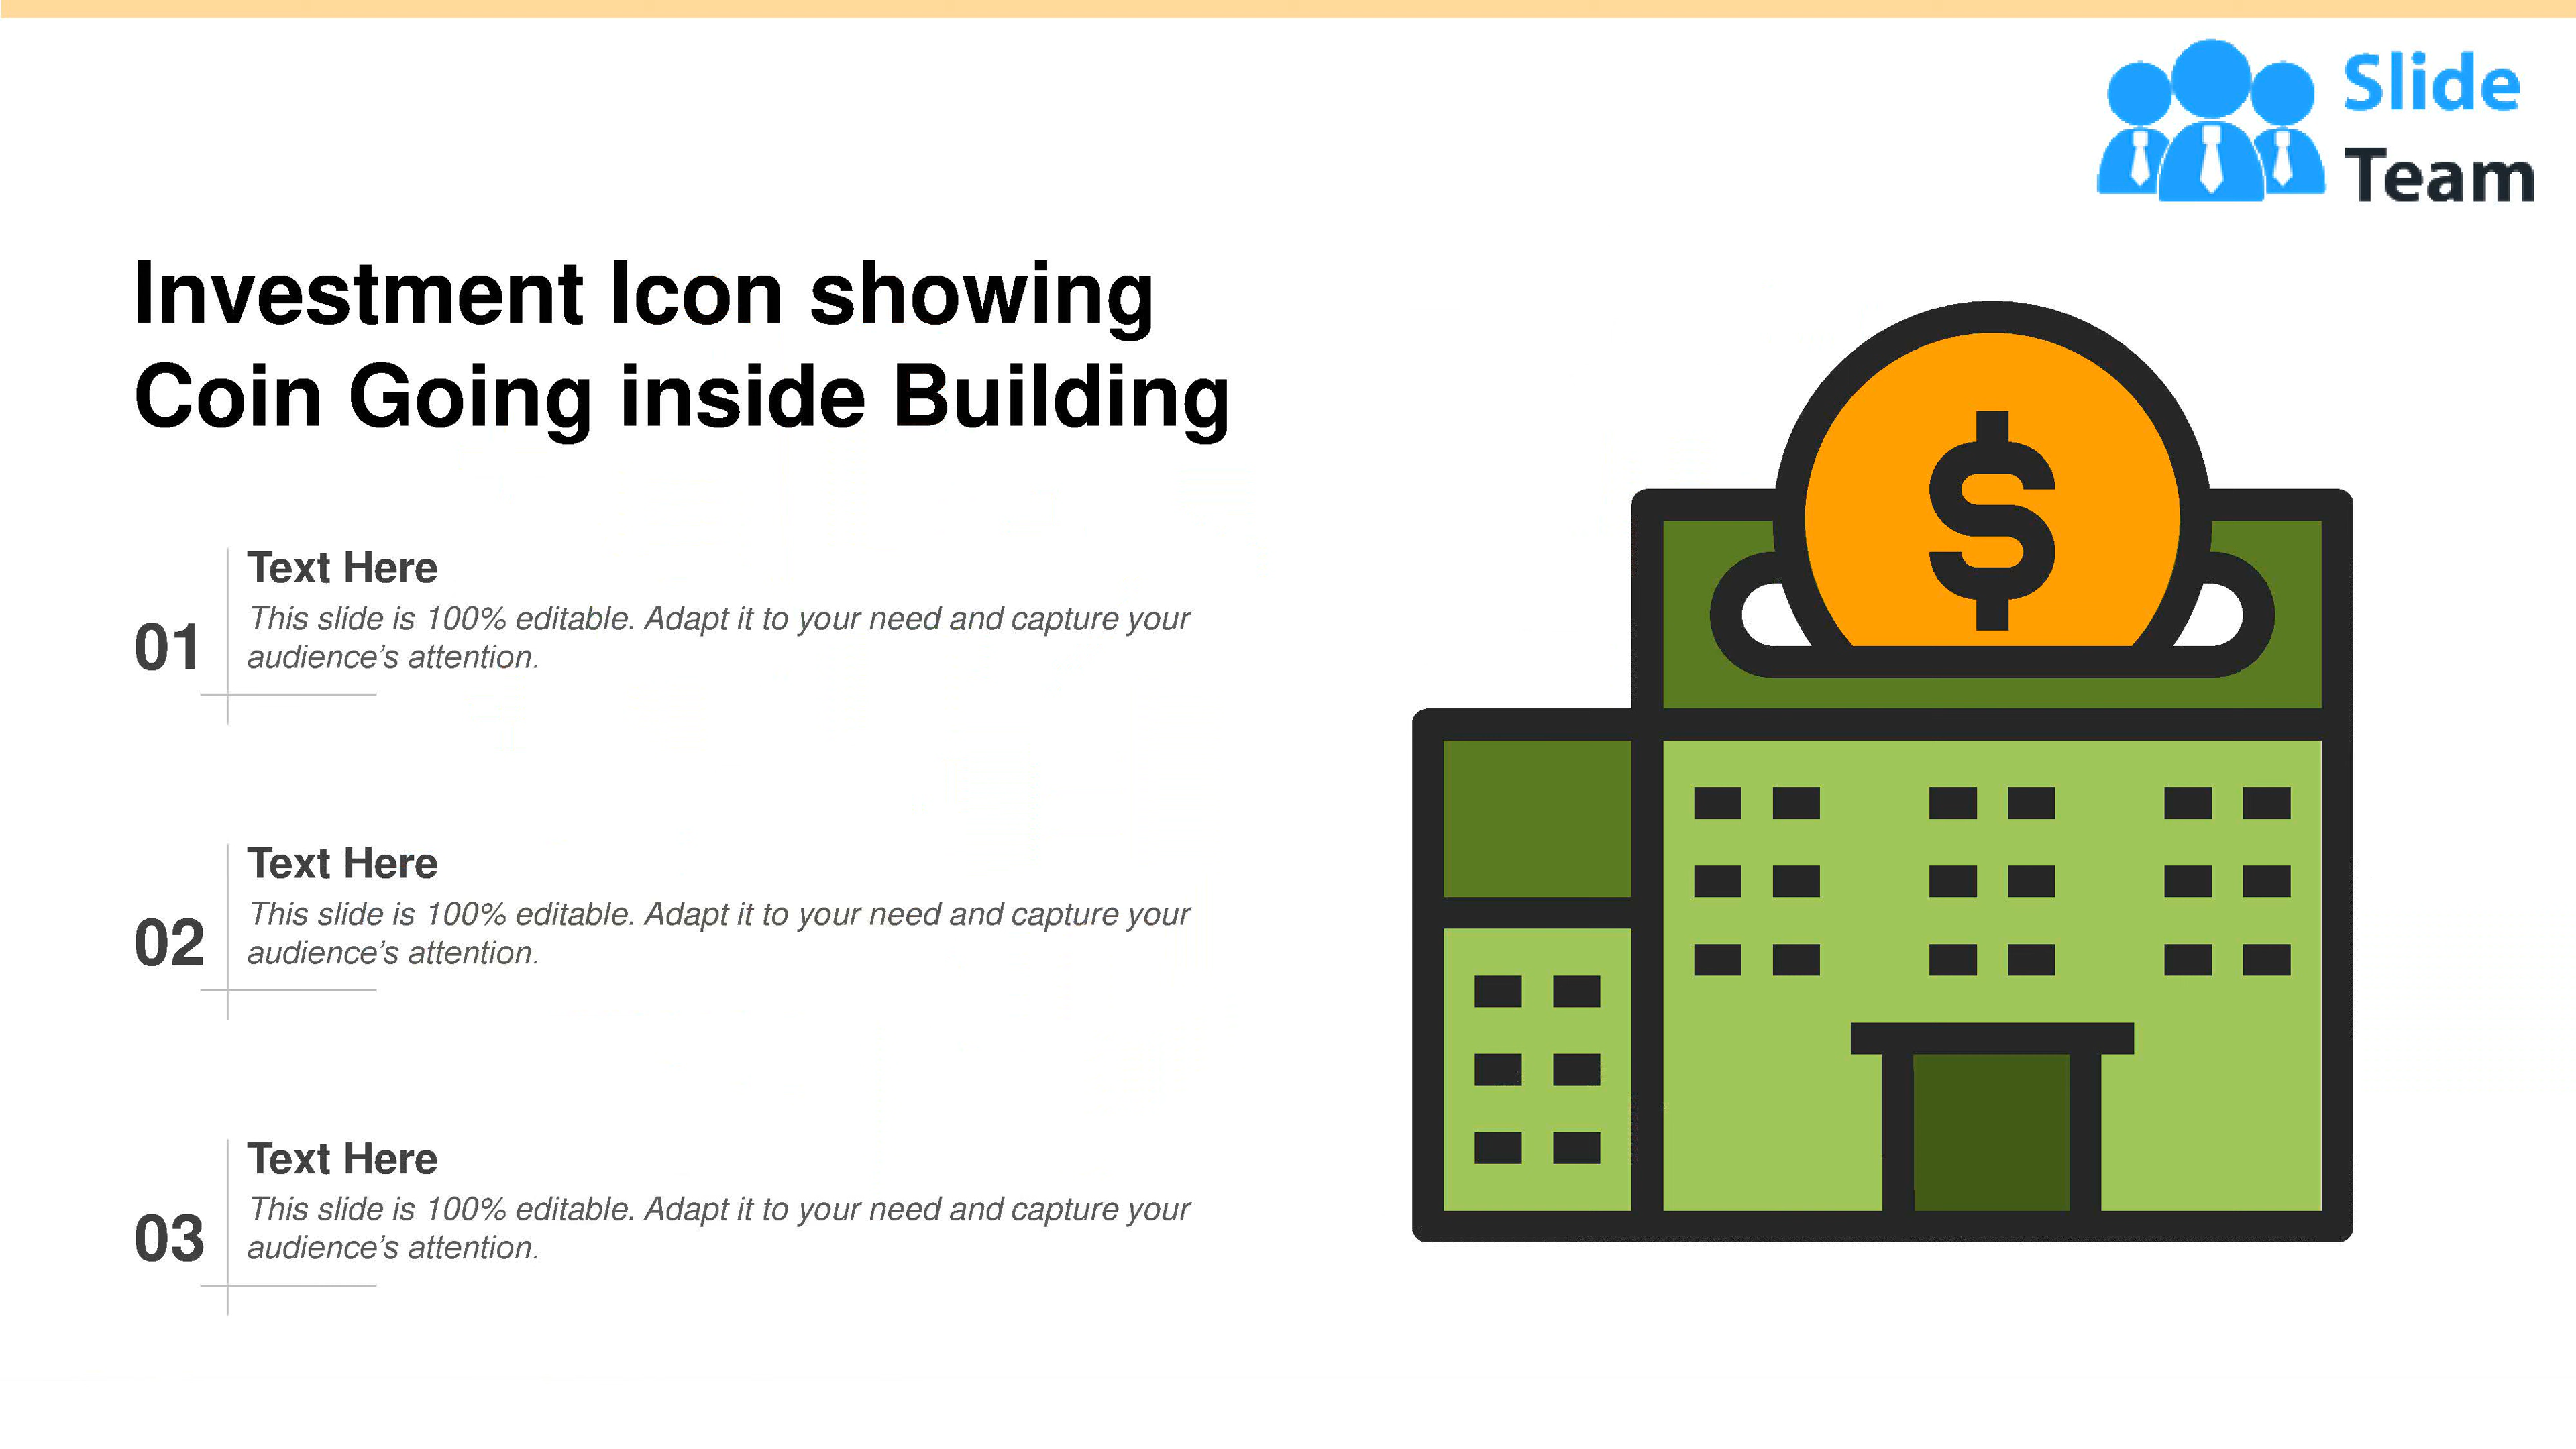 Slide
Team
Investment Icon showing
Coin Going inside Building
01
Text Here
This slide is 100% editable. Adapt it to your need and capture your
audience’s attention.
02
Text Here
This slide is 100% editable. Adapt it to your need and capture your
audience’s attention.
03
Text Here
This slide is 100% editable. Adapt it to your need and capture your
audience’s attention.
$